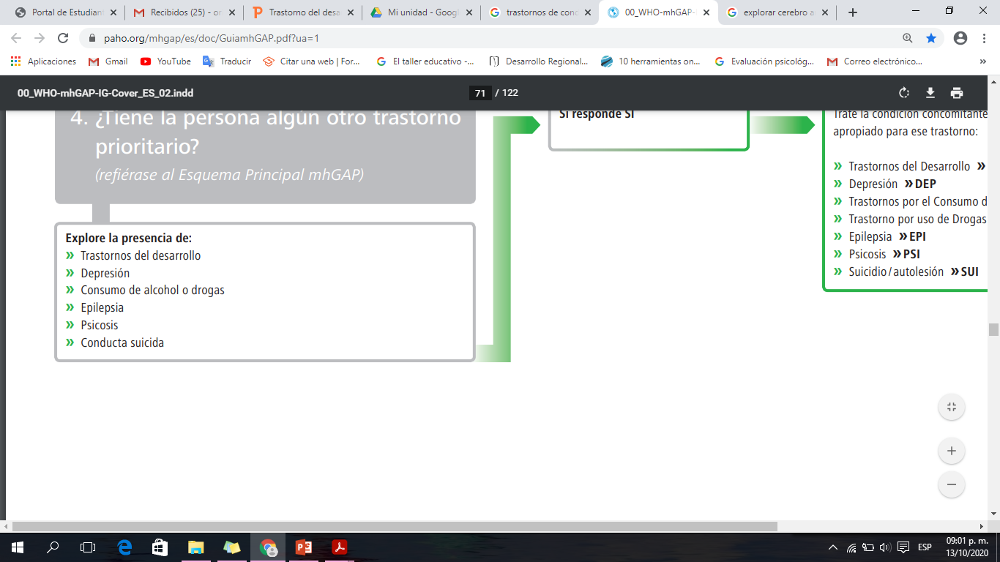 Portal de Estudian
Recibidos (25) - or
Trastorno del desa
Mi unidad - Googl
trastornos de cond
00_WHO-mhGAP-
explorar cerebro a
paho.org/mhgap/es/doc/GuiamhGAP.pdf?ua=1
Aplicaciones
Gmail
YouTube
Traducir
Citar una web | For...
El taller educativo -...
Desarrollo Regional...
10 herramientas on...
Evaluación psicológ...
Correo electrónico...
00_WHO-mhGAP-IG-Cover_ES_02.indd
71 / 122
4. ¿Tiene la persona algún otro trastorno
prioritario?
(refiérase al Esquema Principal mhGAP)
Explore la presencia de:
» Trastornos del desarrollo
» Depresión
» Consumo de alcohol o drogas
» Epilepsia
» Psicosis
» Conducta suicida
Si responde SÍ
Trate la condición concomitante
apropiado para ese trastorno:
» Trastornos del Desarrollo »
» Depresión » DEP
» Trastornos por el Consumo d
» Trastorno por uso de Drogas
» Epilepsia » EPI
» Psicosis » PSI
» Suicidio / autolesión » SUI
ESP
09:01 p. m.
13/10/2020